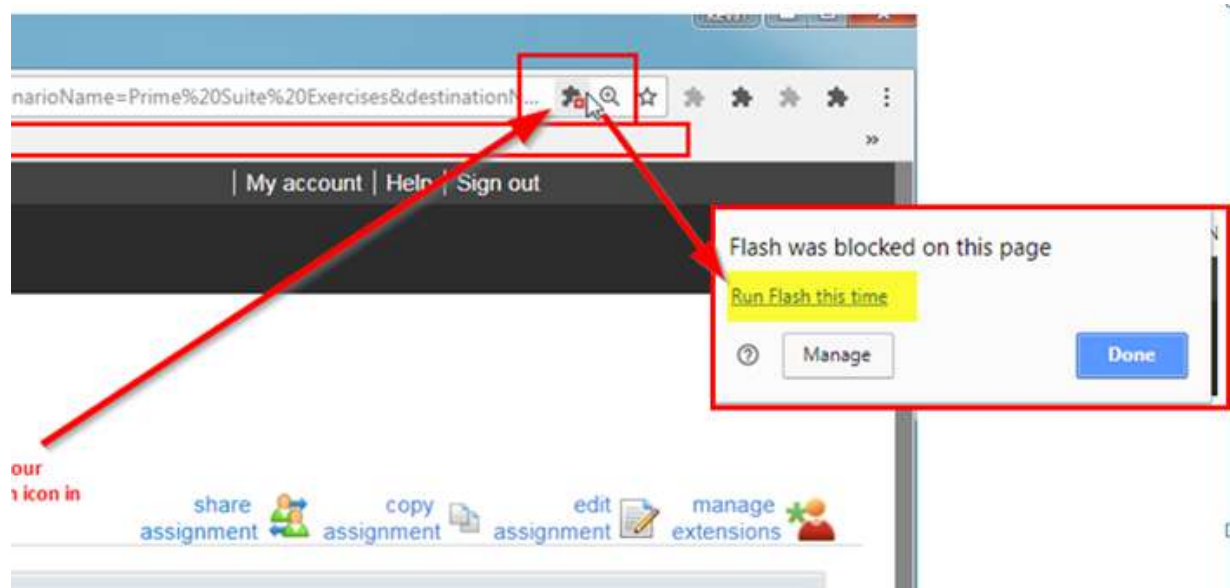 narioName=Prime%20Suite%20Exercises&destinationN...
»
| My account | Help | Sign out
Flash was blocked on this page
Run Flash this time
Manage
Done
our
icon in
share
assignment
copy
assignment
edit
assignment
manage
extensions